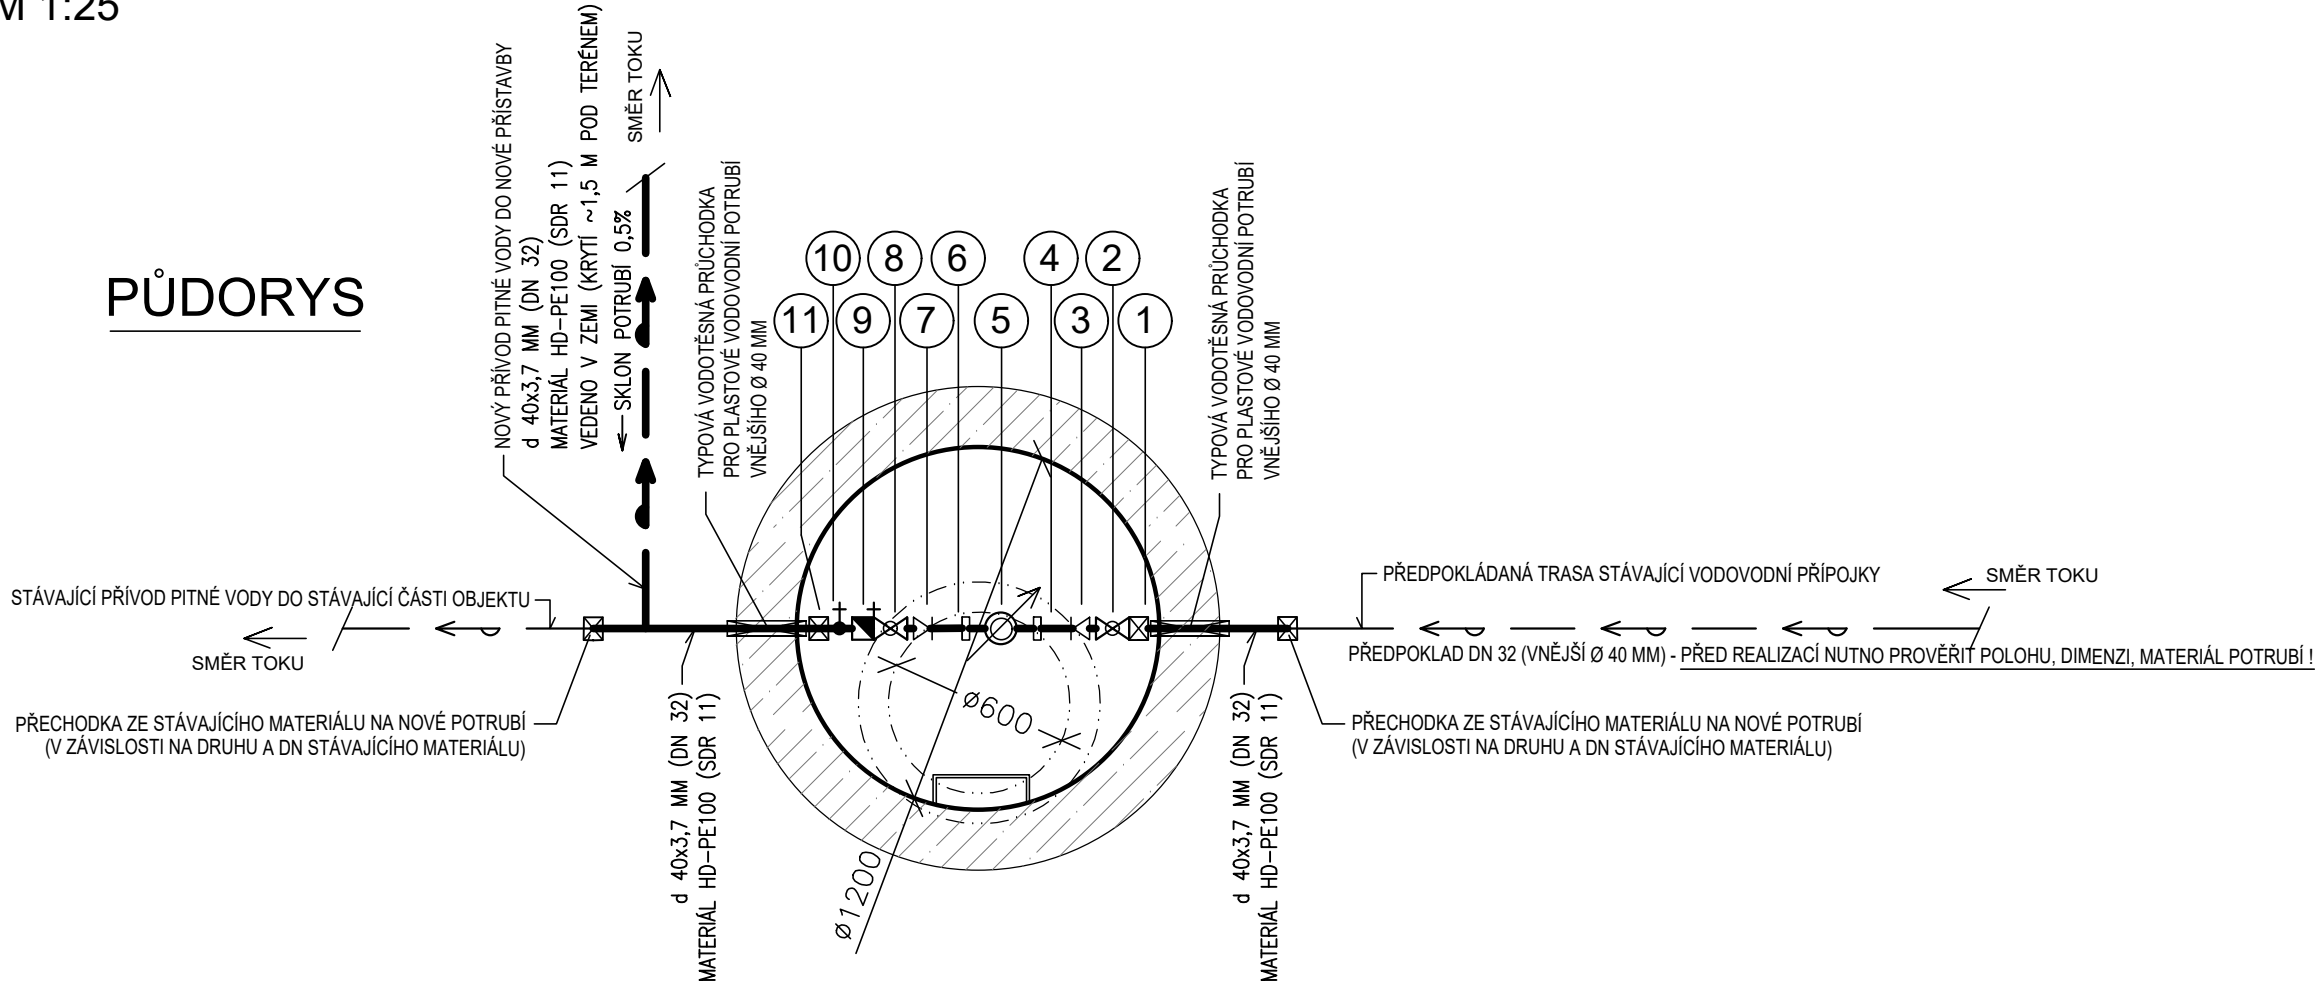 M 1:25
PŮDORYS
NOVÝ PŘÍVOD PITNÉ VODY DO NOVÉ PŘÍSTAVBY
d 40x3,7 MM (DN 32)
MATERIÁL HD-PE100 (SDR 11)
VEDENO V ZEMI (KRYTÍ ~1,5 M POD TERÉNEM)
SKLON POTRUBÍ 0,5%
SMĚR TOKU
TYPOVÁ VODOTĚSNÁ PRŮCHODKA
PRO PLASTOVÉ VODOVODNÍ POTRUBÍ
VNĚJŠÍHO Ø 40 MM
10 8 6 4 2
11 9 7 5 3 1
TYPOVÁ VODOTĚSNÁ PRŮCHODKA
PRO PLASTOVÉ VODOVODNÍ POTRUBÍ
VNĚJŠÍHO Ø 40 MM
STÁVAJÍCÍ PŘÍVOD PITNÉ VODY DO STÁVAJÍCÍ ČÁSTI OBJEKTU
SMĚR TOKU
PŘEDPOKLÁDANÁ TRASA STÁVAJÍCÍ VODOVODNÍ PŘÍPOJKY
SMĚR TOKU
PŘEDPOKLAD DN 32 (VNĚJŠÍ Ø 40 MM) - PŘED REALIZACÍ NUTNO PROVĚŘIT POLOHU, DIMENZI, MATERIÁL POTRUBÍ !
PŘECHODKA ZE STÁVAJÍCÍHO MATERIÁLU NA NOVÉ POTRUBÍ
(V ZÁVISLOSTI NA DRUHU A DN STÁVAJÍCÍHO MATERIÁLU)
d 40x3,7 MM (DN 32)
MATERIÁL HD-PE100 (SDR 11)
Ø600
Ø1200
d 40x3,7 MM (DN 32)
MATERIÁL HD-PE100 (SDR 11)
PŘECHODKA ZE STÁVAJÍCÍHO MATERIÁLU NA NOVÉ POTRUBÍ
(V ZÁVISLOSTI NA DRUHU A DN STÁVAJÍCÍHO MATERIÁLU)